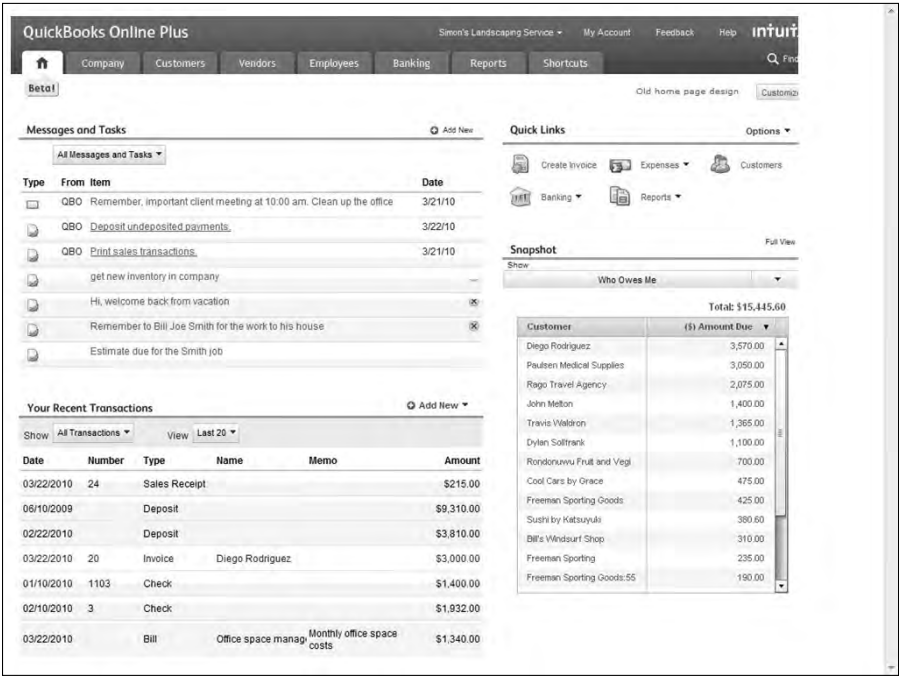 QuickBooks Online Plus
Simon's Landscaping Service My Account Feedback Help intuit.
Company Customers Vendors Employees Banking Reports Shortcuts Find
Beta!
Old home page design Customize
Messages and Tasks Add New
All Messages and Tasks
Type From Item Date
QBO Remember, important client meeting at 10:00 am. Clean up the office 3/21/10
QBO Deposit undeposited payments. 3/22/10
QBO Print sales transactions. 3/21/10
get new inventory in company
Hi, welcome back from vacation
Remember to Bill Joe Smith for the work to his house
Estimate due for the Smith job
Your Recent Transactions Add New
Show All Transactions View Last 20
Date Number Type Name Memo Amount
03/22/2010 24 Sales Receipt $215.00
06/10/2009 Deposit $9,310.00
02/22/2010 Deposit $3,810.00
03/22/2010 20 Invoice Diego Rodriguez $3,000.00
01/10/2010 1103 Check $1,400.00
02/10/2010 3 Check $1,932.00
03/22/2010 Bill Office space manag Monthly office space costs $1,340.00
Quick Links Options
Create Invoice Expenses Customers
Banking Reports
Snapshot Full View
Show
Who Owes Me
Total: $15,445.60
Customer ($) Amount Due
Diego Rodriguez 3,570.00
Paulsen Medical Supplies 3,050.00
Rago Travel Agency 2,075.00
John Melton 1,400.00
Travis Waldron 1,365.00
Dylan Sollfrank 1,100.00
Rondonuwu Fruit and Vegi 700.00
Cool Cars by Grace 475.00
Freeman Sporting Goods 425.00
Sushi by Katsuyuki 380.60
Bill's Windsurf Shop 310.00
Freeman Sporting 235.00
Freeman Sporting Goods:55 190.00